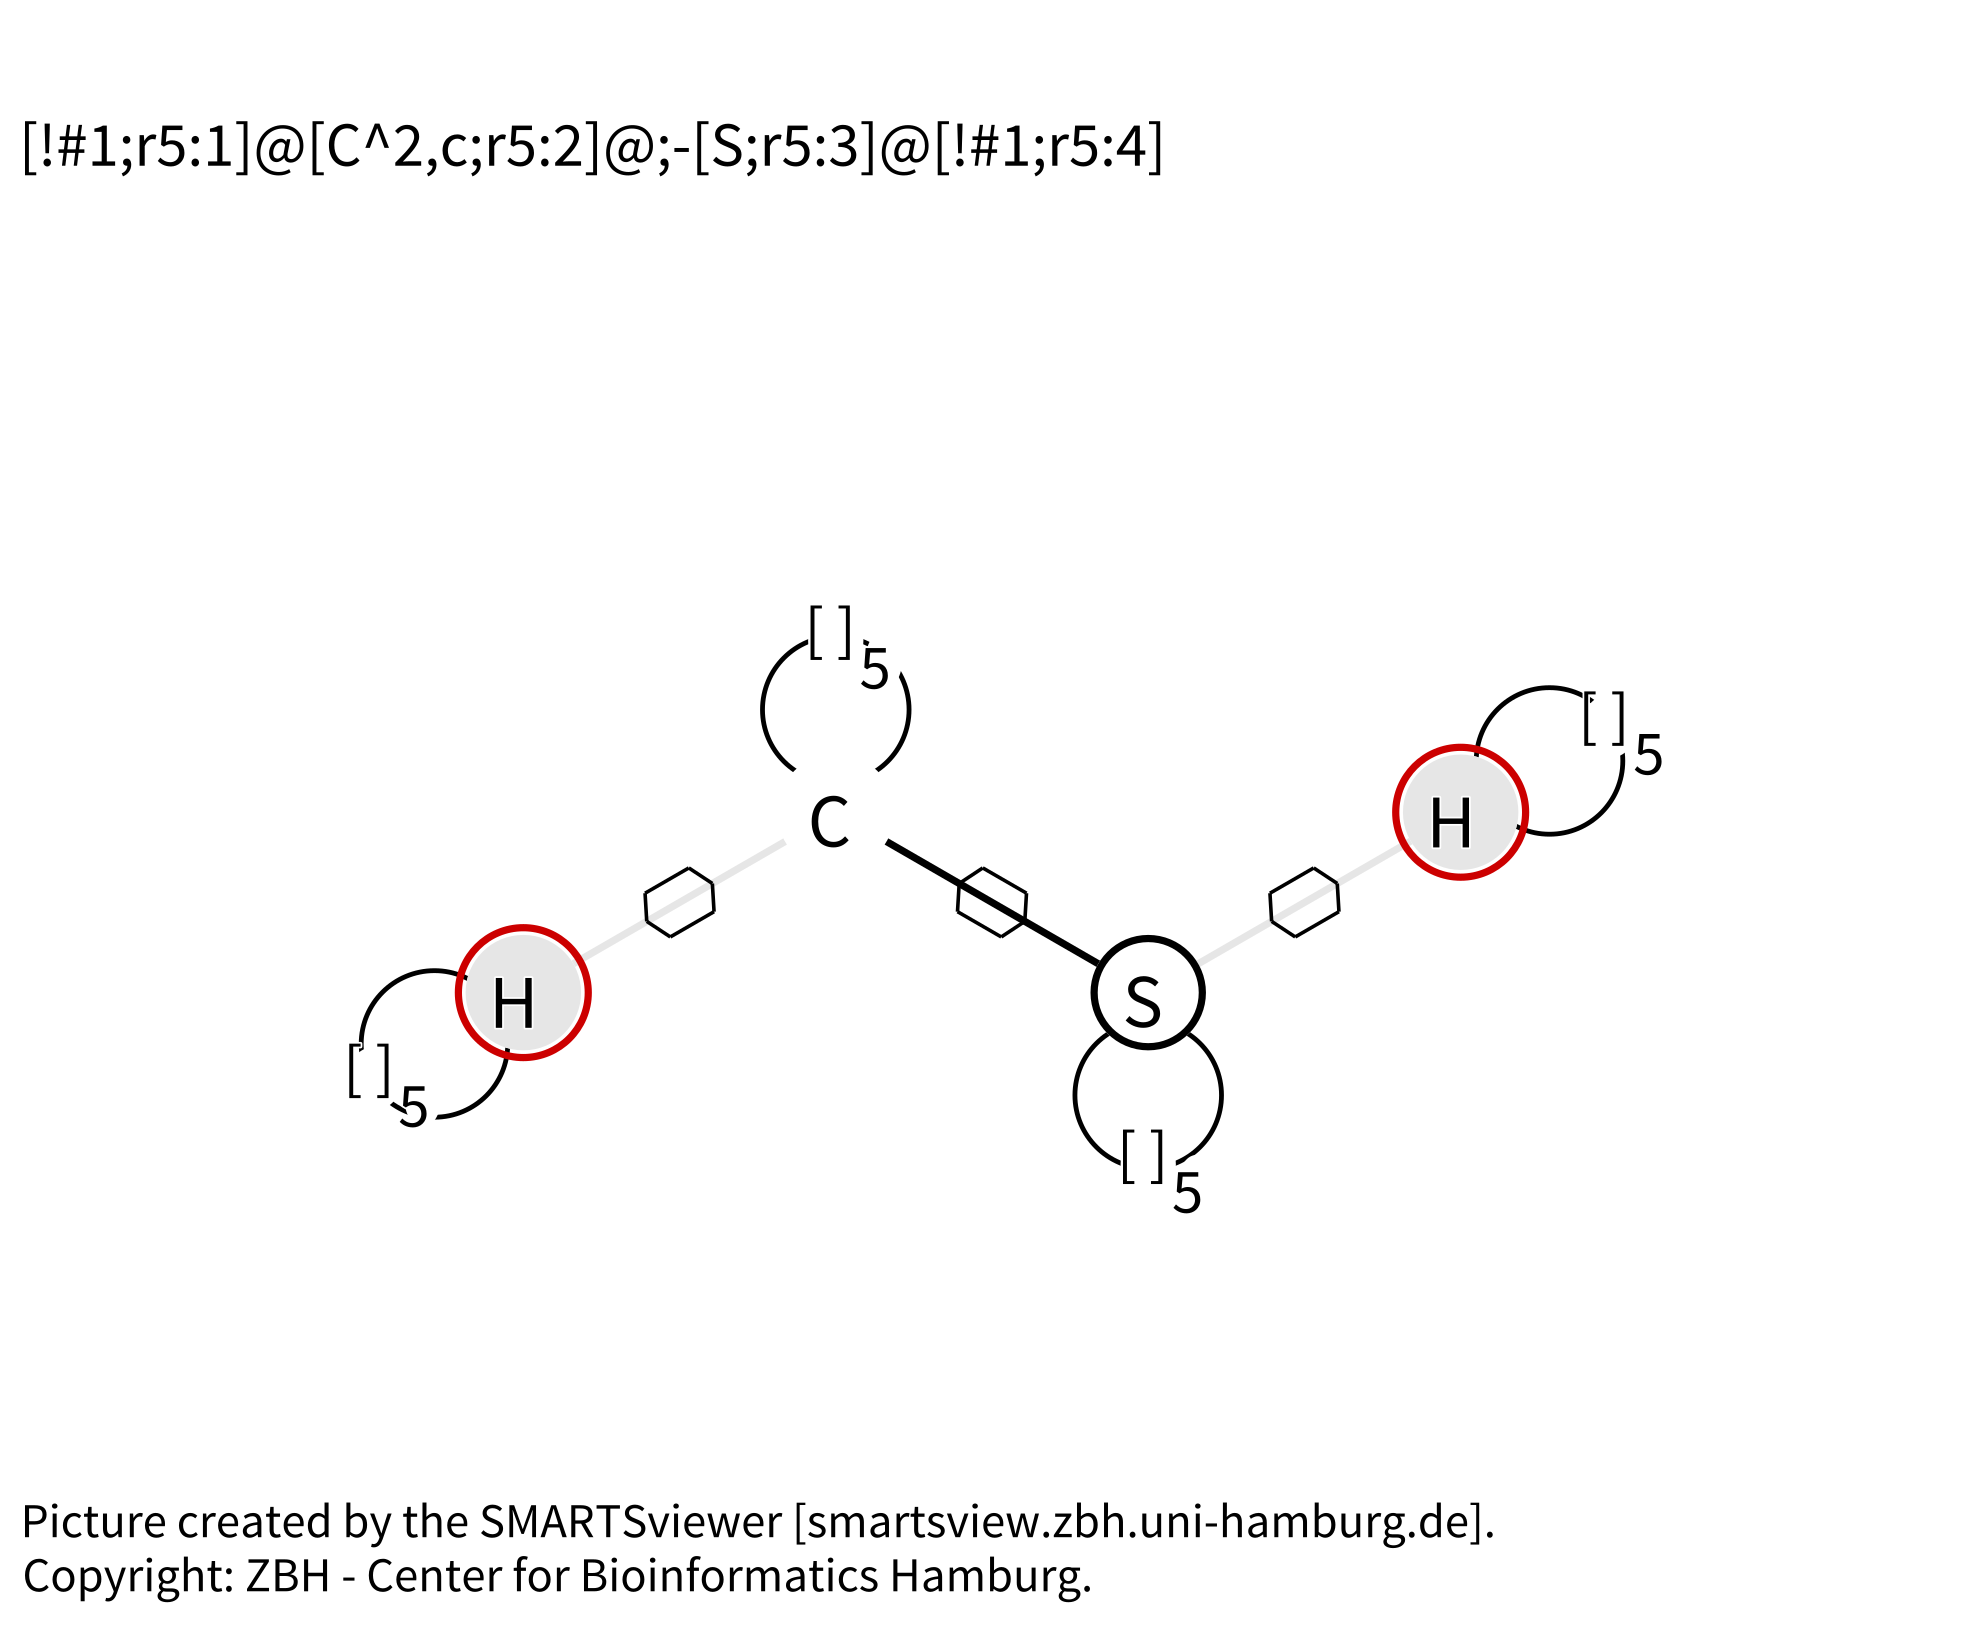 [!#1;r5:1]@[C^2,c;r5:2]@;-[S;r5:3]@[!#1;r5:4]
[ ]5
[ ]5
C
H
H
S
[ ]5
[ ]5
Picture created by the SMARTSviewer [smartsview.zbh.uni-hamburg.de].
Copyright: ZBH - Center for Bioinformatics Hamburg.